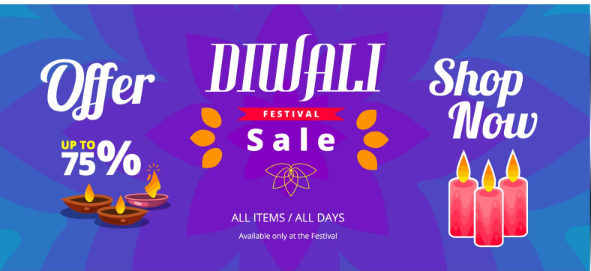 Offer
UP TO
75%
DIWALI
FESTIVAL
Sale
ALL ITEMS / ALL DAYS
Available only at the Festival
Shop
Now